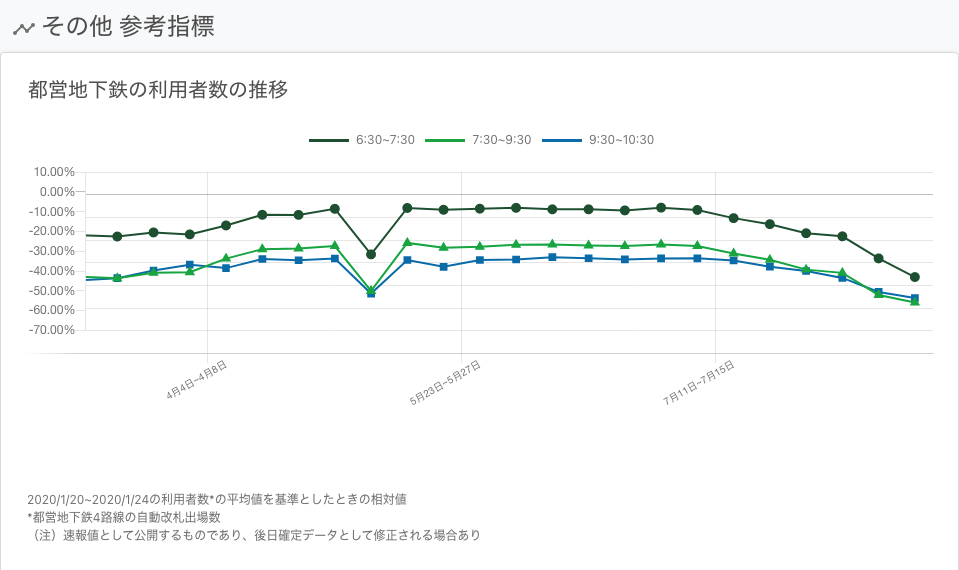 その他 参考指標
都営地下鉄の利用者数の推移
6:30~7:30 7:30~9:30 9:30~10:30
10.00%
0.00%
-10.00%
-20.00%
-30.00%
-40.00%
-50.00%
-60.00%
-70.00%
4月4日~4月8日 5月23日~5月27日 7月11日~7月15日
2020/1/20~2020/1/24の利用者数*の平均値を基準としたときの相対値
*都営地下鉄4路線の自動改札出場数
（注）速報値として公開するものであり、後日確定データとして修正される場合あり